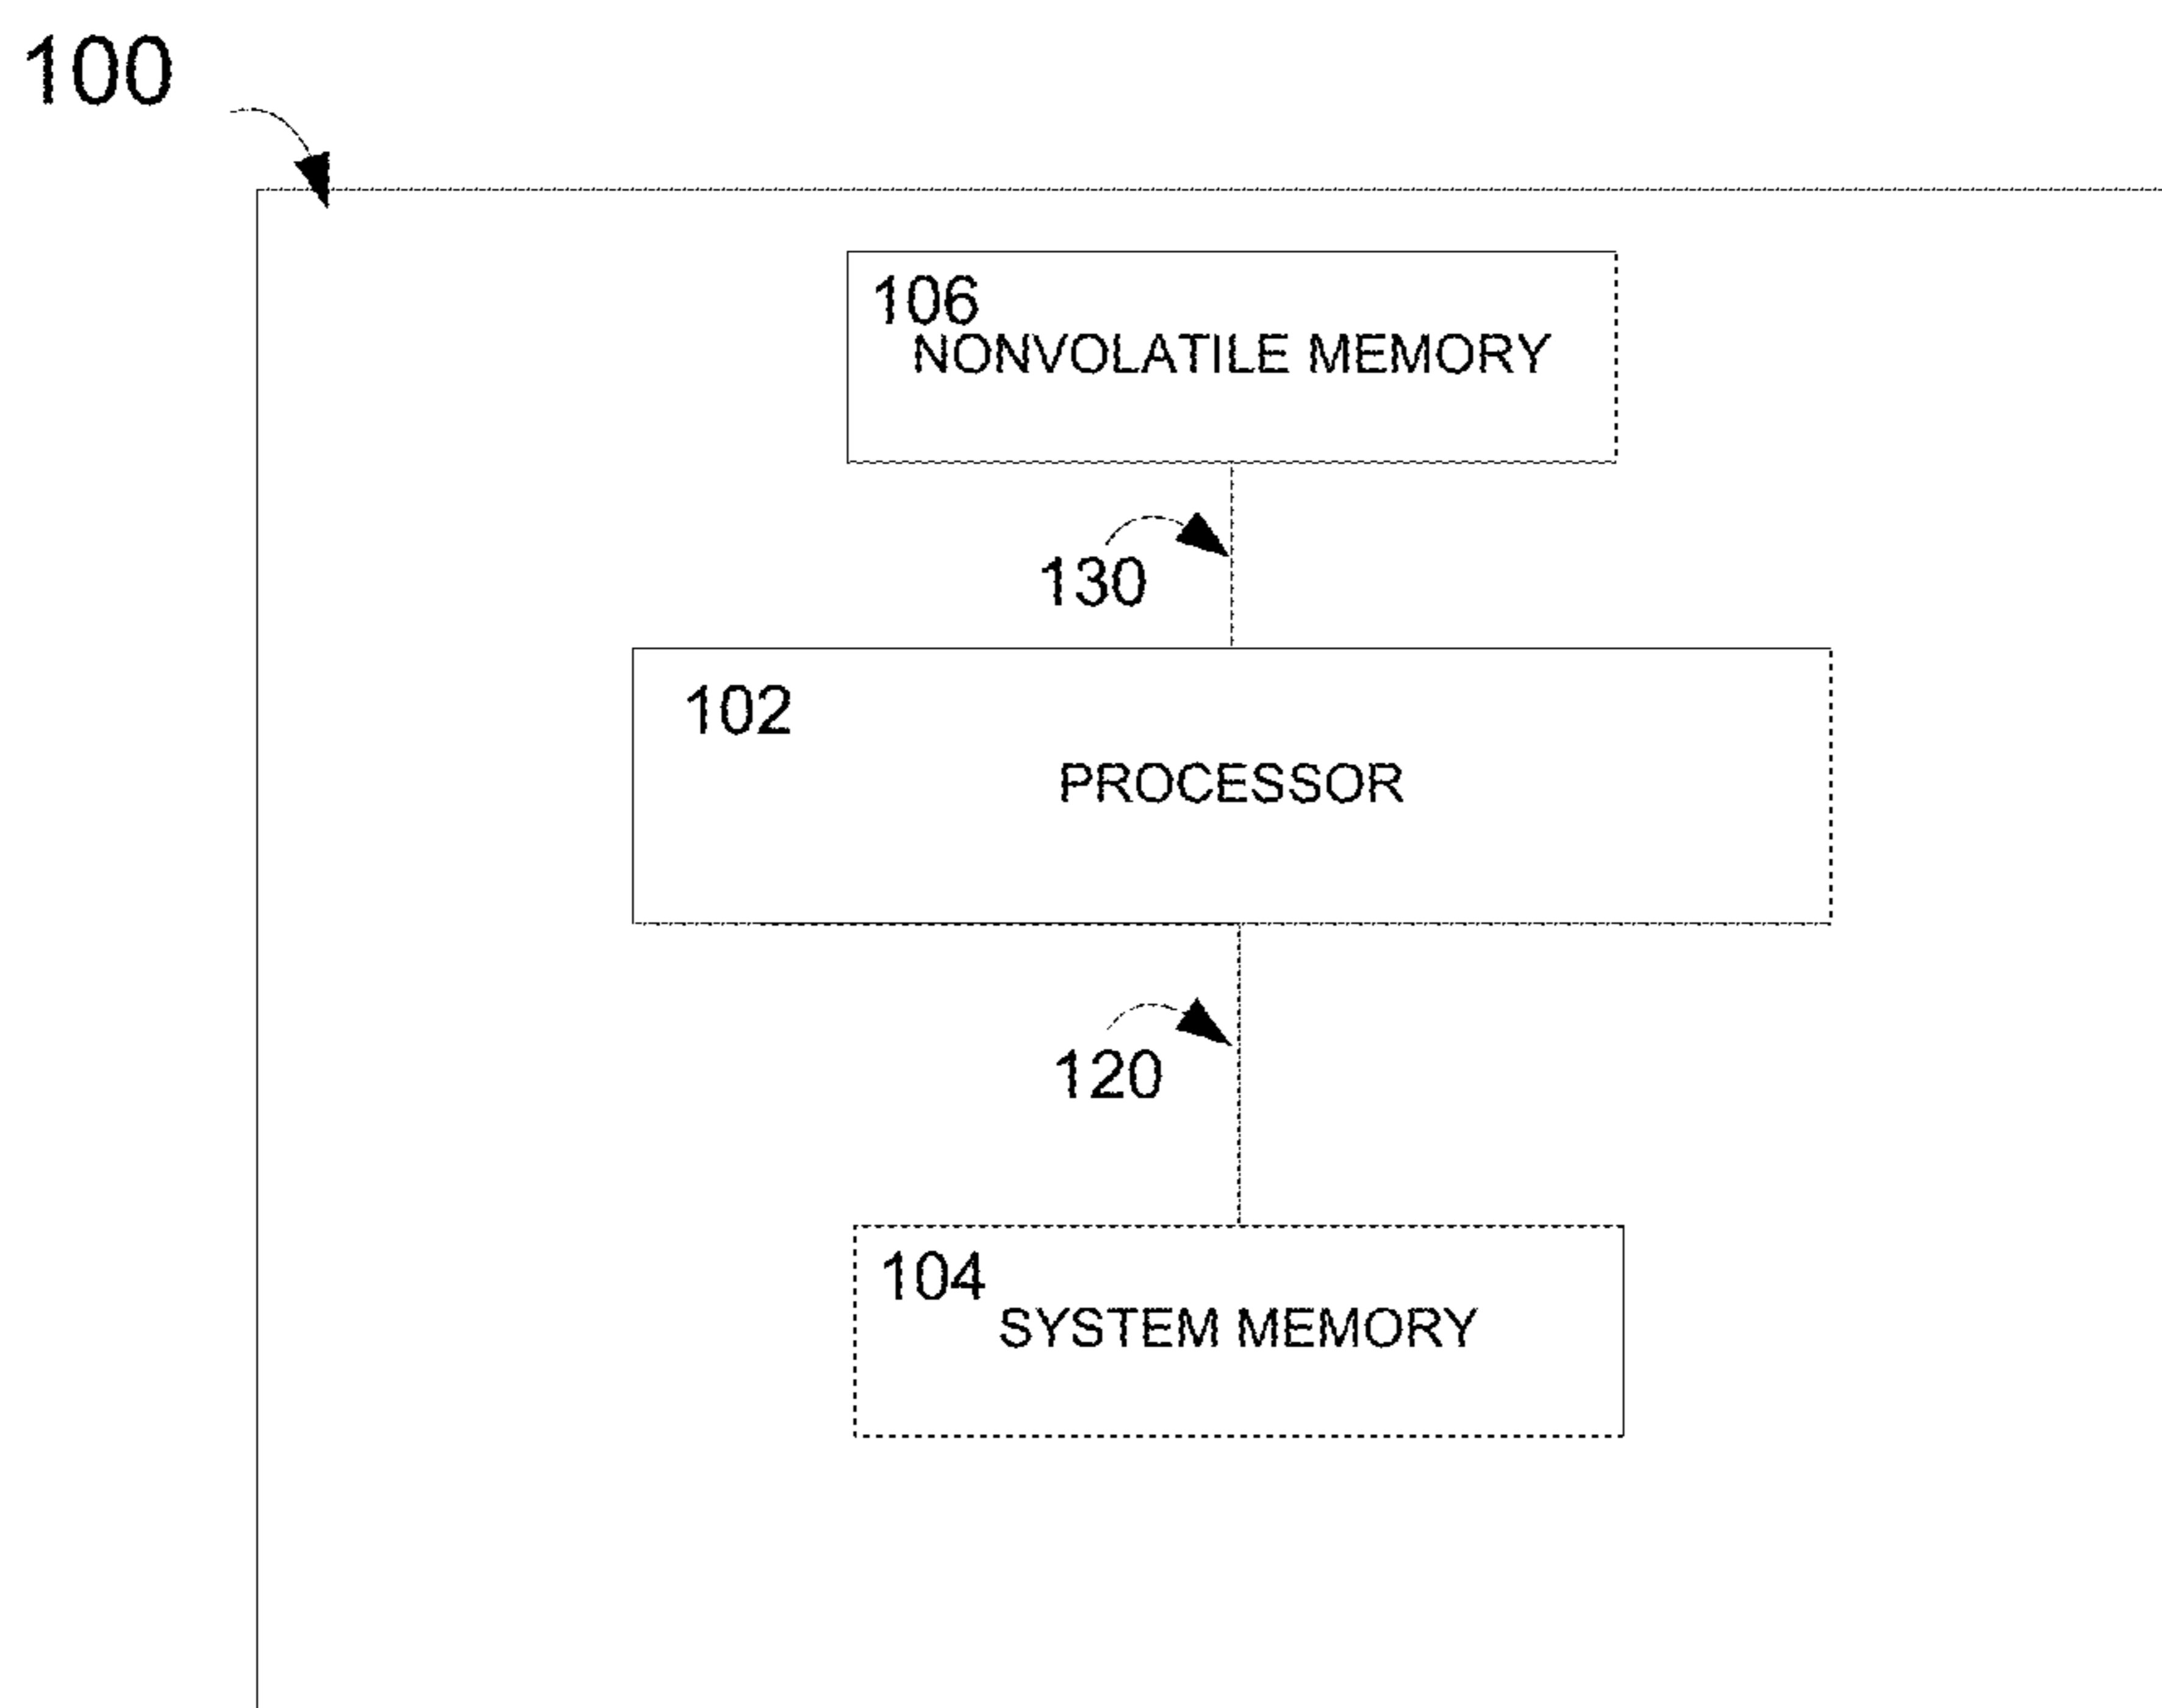 100
106
NONVOLATILE MEMORY
130
102
PROCESSOR
120
104
SYSTEM MEMORY